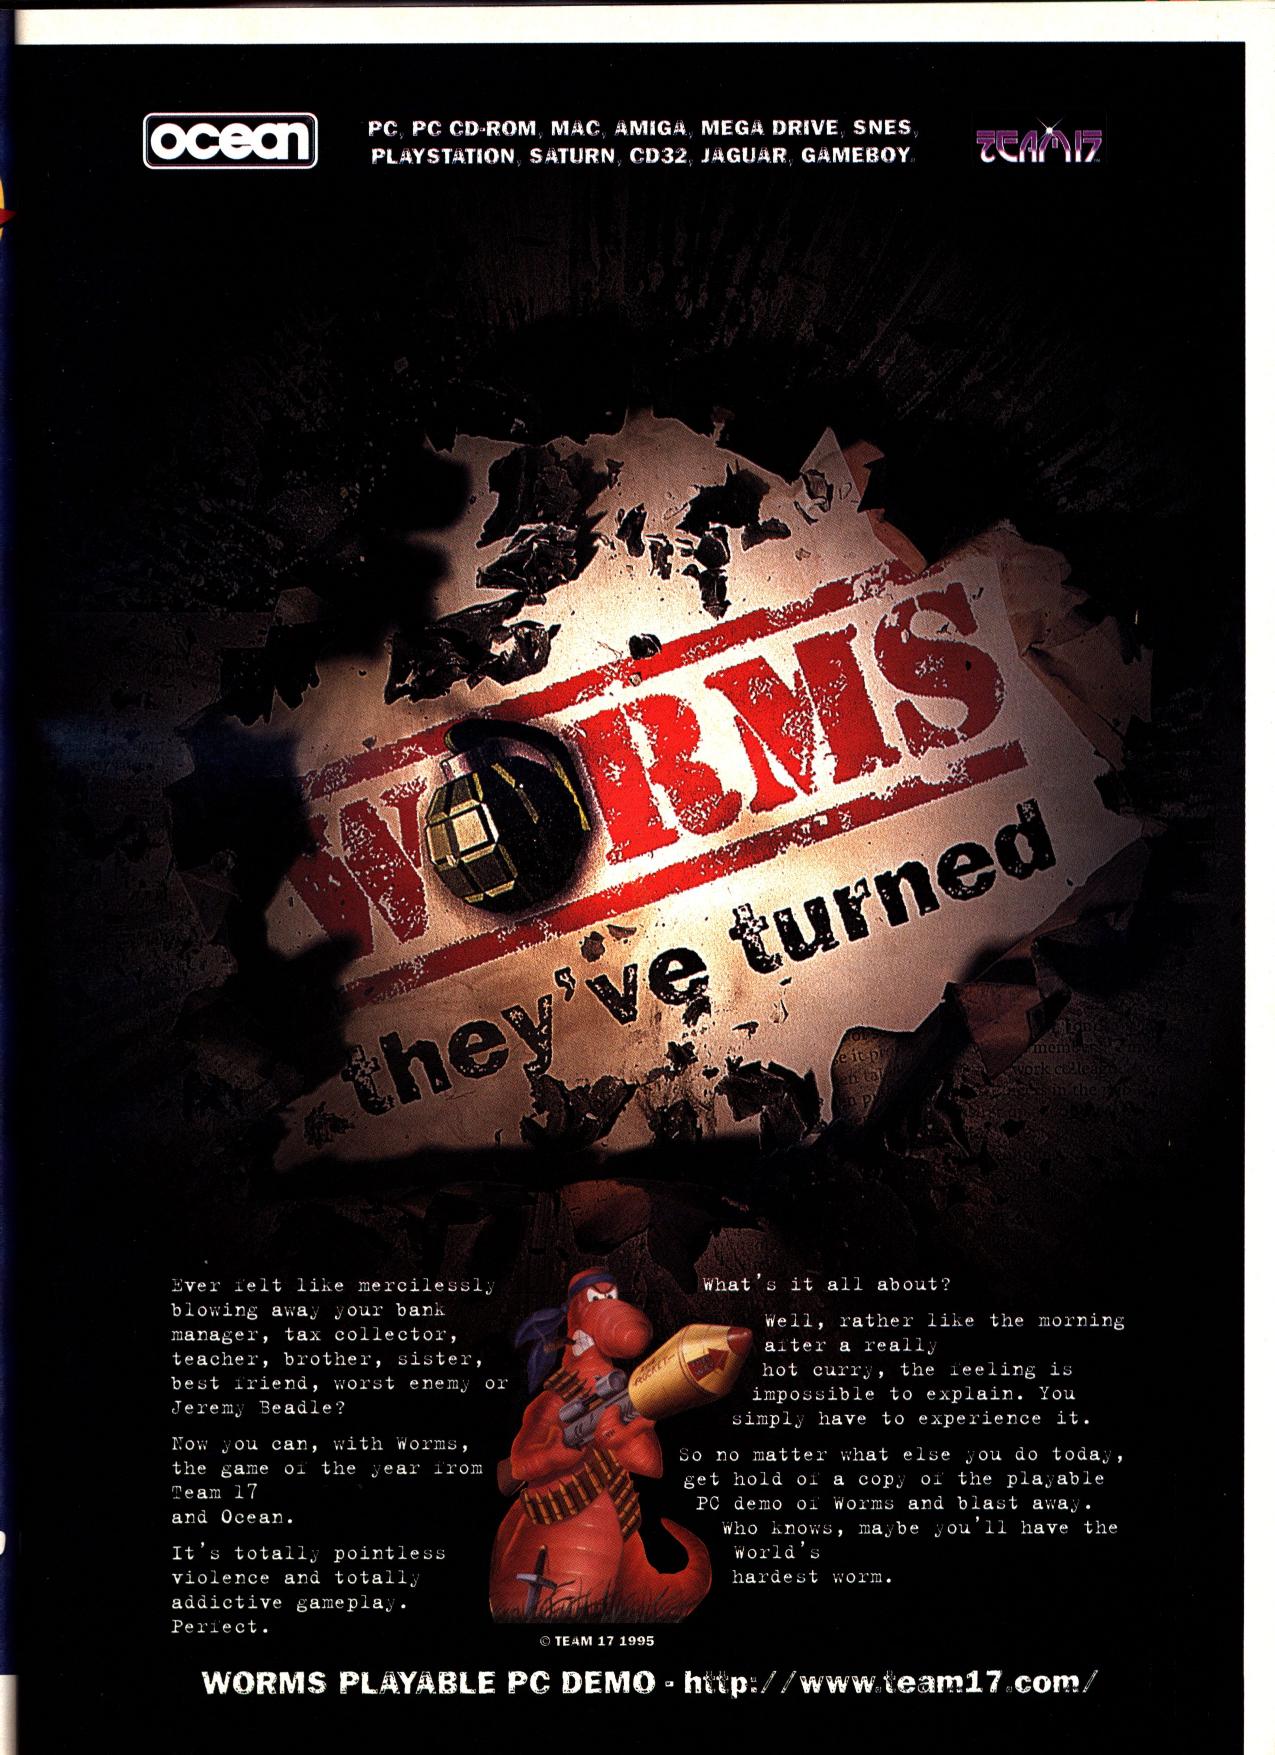 ocean
PC, PC CD-ROM, MAC, AMIGA, MEGA DRIVE, SNES,
PLAYSTATION, SATURN, CD32, JAGUAR, GAMEBOY.
TEAM17
WORMS
they've turned
work colleag
in the
Ever felt like mercilessly
blowing away your bank
manager, tax collector,
teacher, brother, sister,
best friend, worst enemy or
Jeremy Beadle?
Now you can, with Worms,
the game of the year from
Team 17
and Ocean.
It's totally pointless
violence and totally
addictive gameplay.
Perfect.
What's it all about?
Well, rather like the morning
after a really
hot curry, the feeling is
impossible to explain. You
simply have to experience it.
So no matter what else you do today,
get hold of a copy of the playable
PC demo of Worms and blast away.
Who knows, maybe you'll have the
World's
hardest worm.
© TEAM 17 1995
WORMS PLAYABLE PC DEMO - http://www.team17.com/